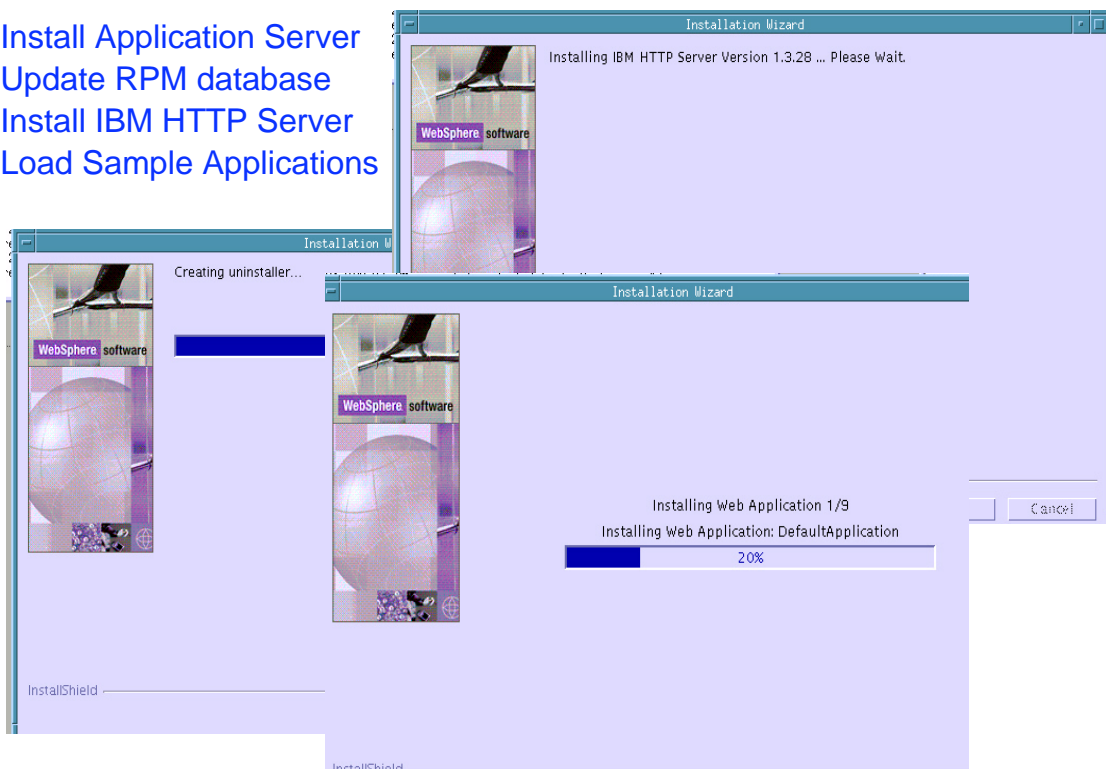 Install Application Server
Update RPM database
Install IBM HTTP Server
Load Sample Applications
Installation Wizard
Installing IBM HTTP Server Version 1.3.28 ... Please Wait.
WebSphere software
Cancel
Installation W
Creating uninstaller...
WebSphere software
InstallShield
Installation Wizard
WebSphere software
Installing Web Application 1/9
Installing Web Application: DefaultApplication
20%
InstallShield